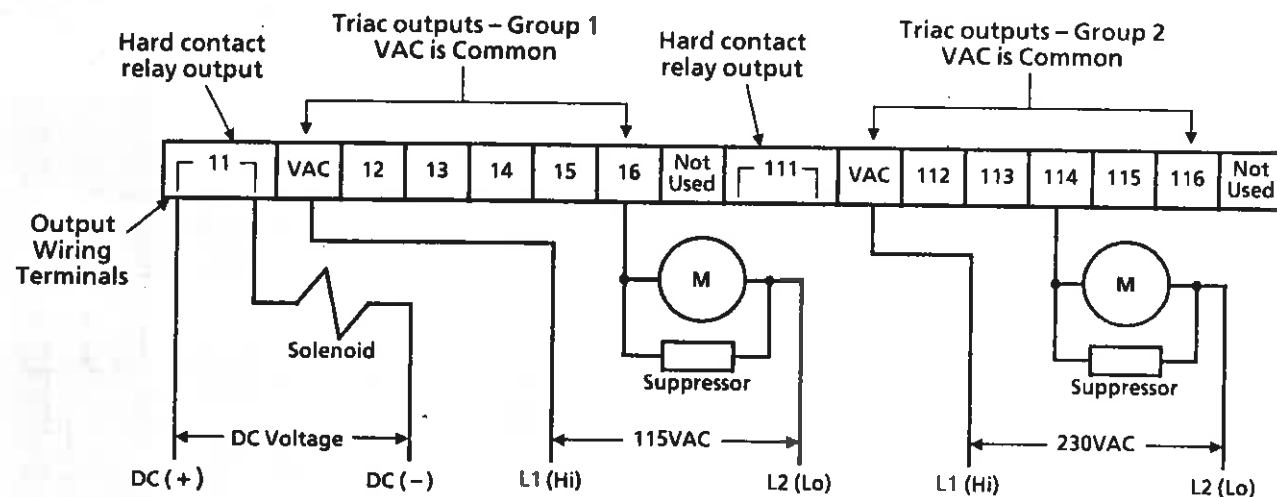 Hard contact
relay output
Triac outputs – Group 1
VAC is Common
Hard contact
relay output
Triac outputs – Group 2
VAC is Common
11
VAC
12
13
14
15
16
Not
Used
111
VAC
112
113
114
115
116
Not
Used
Output
Wiring
Terminals
Solenoid
M
Suppressor
M
Suppressor
DC Voltage
115VAC
230VAC
DC (+)
DC (–)
L1 (Hi)
L2 (Lo)
L1 (Hi)
L2 (Lo)